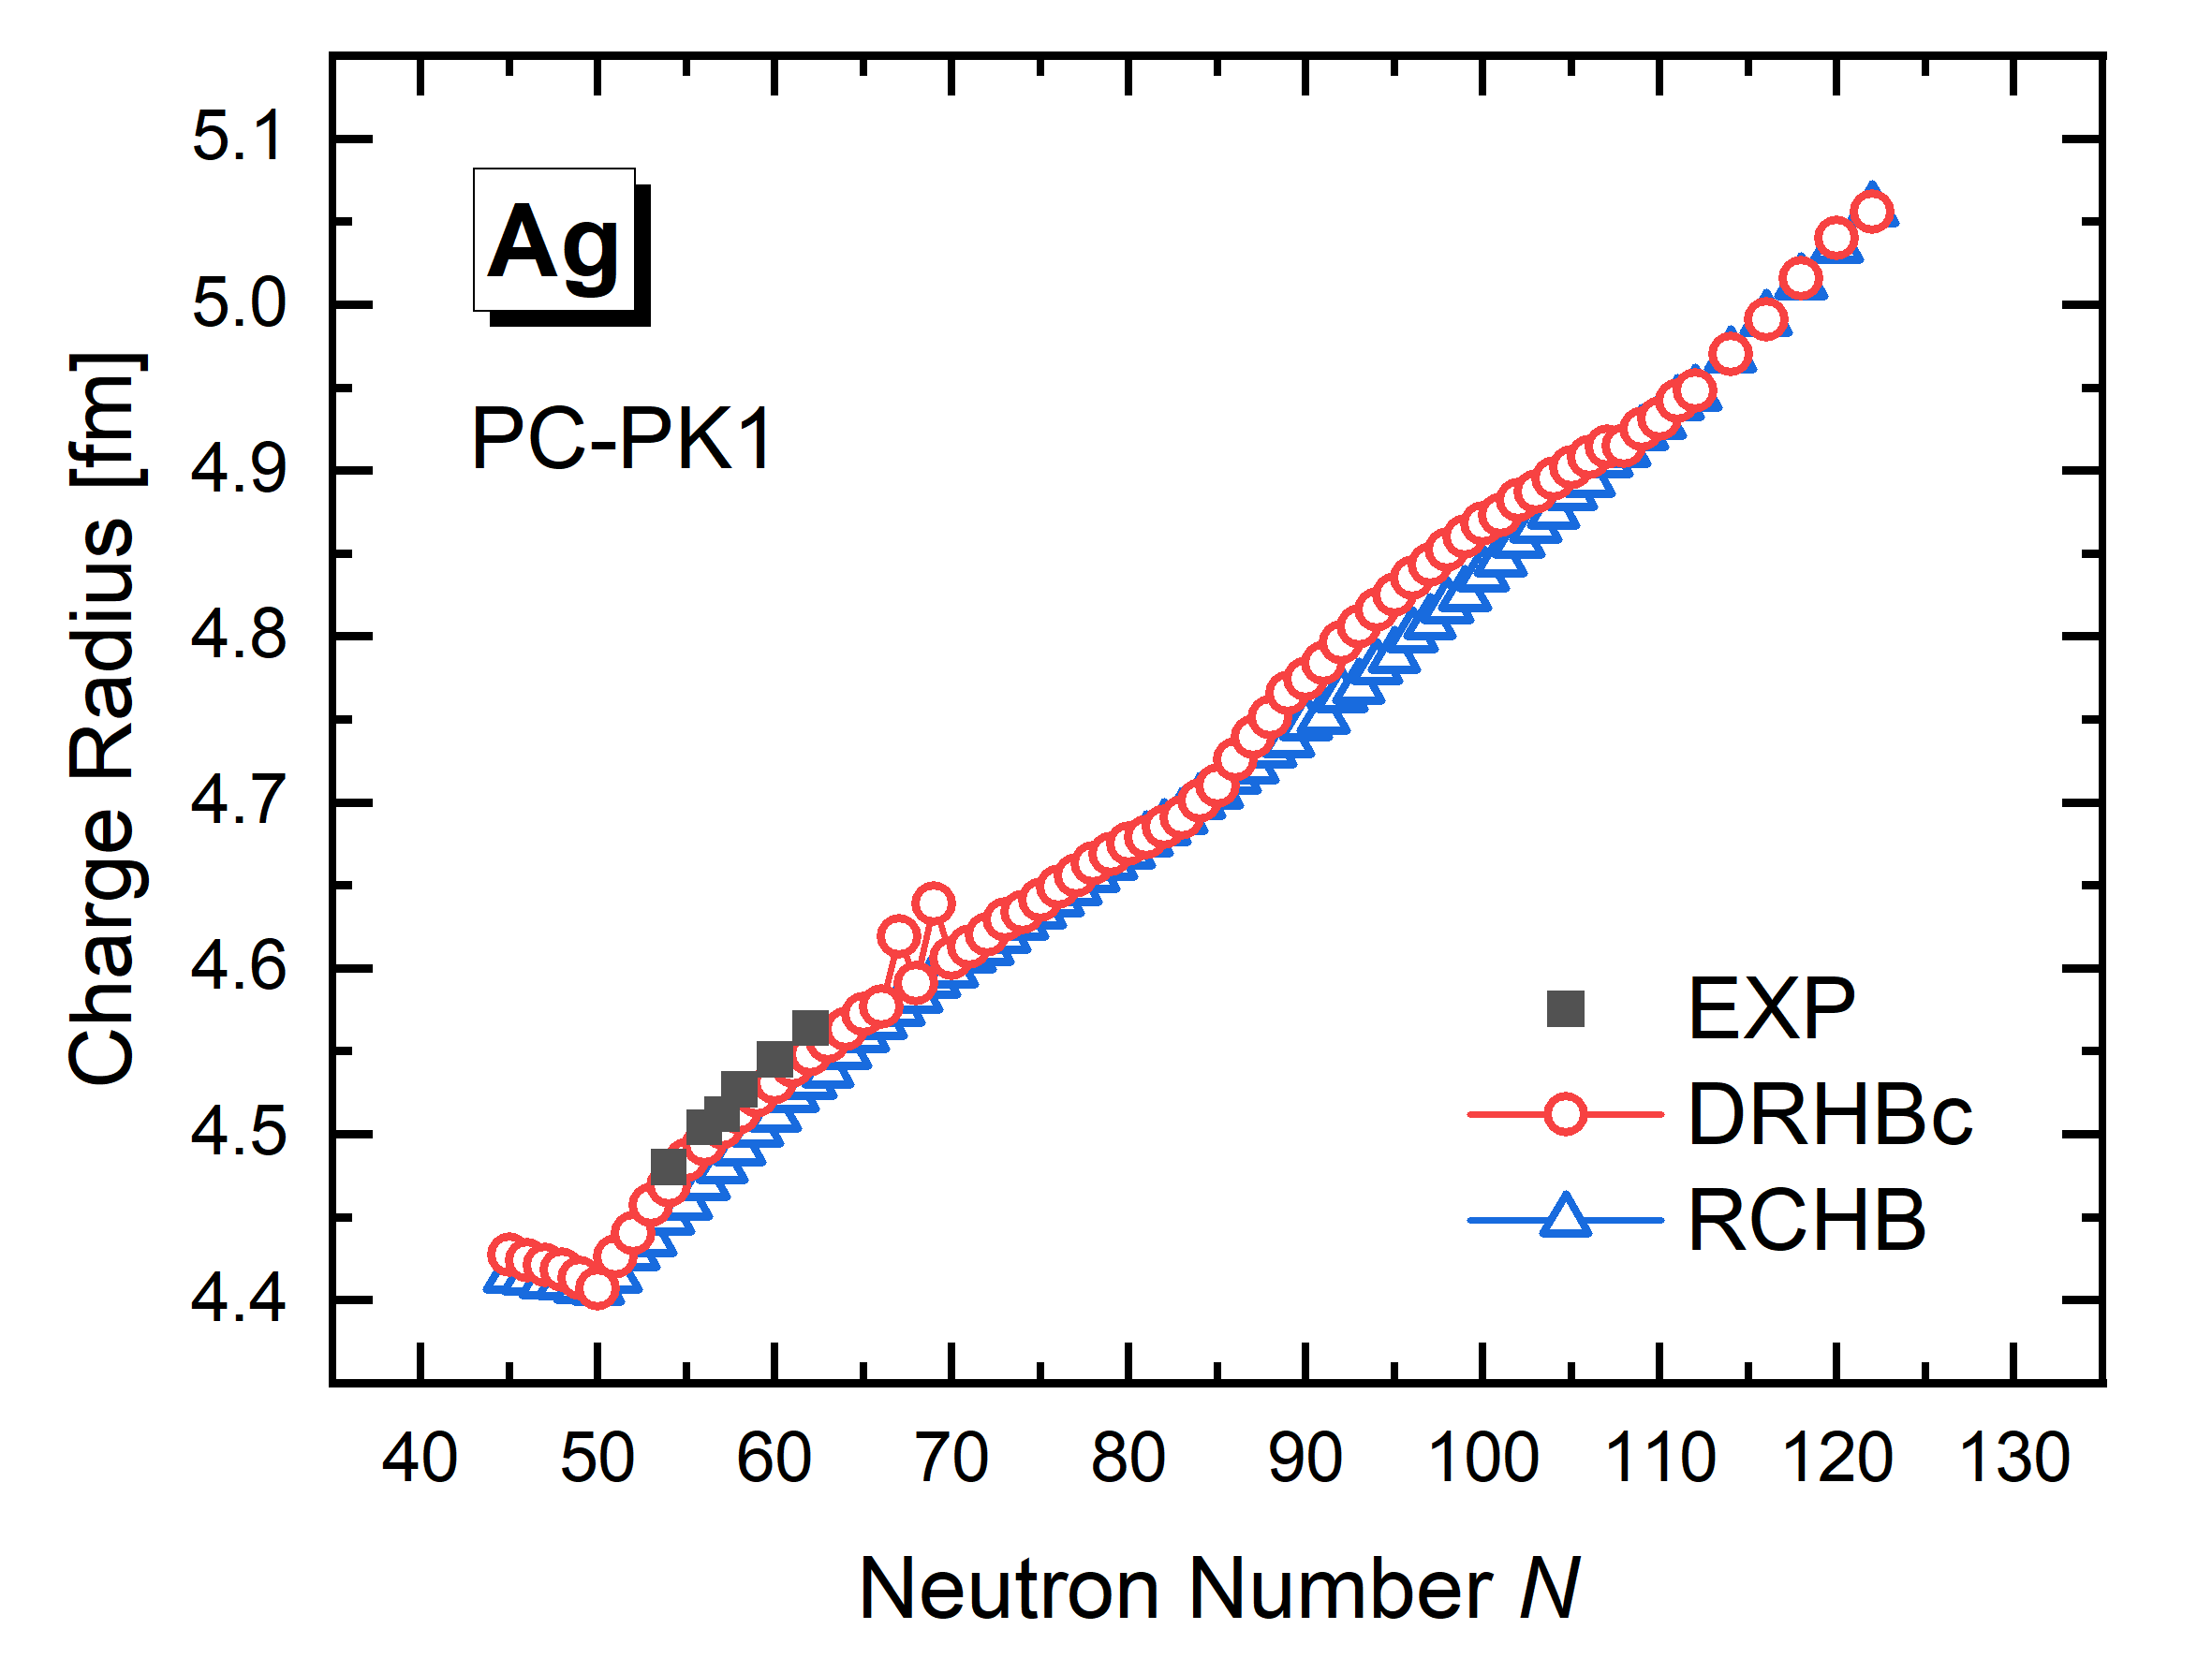 Ag
PC-PK1
EXP
DRHBc
RCHB
Charge Radius [fm]
5.1
5.0
4.9
4.8
4.7
4.6
4.5
4.4
40 50 60 70 80 90 100 110 120 130
Neutron Number N